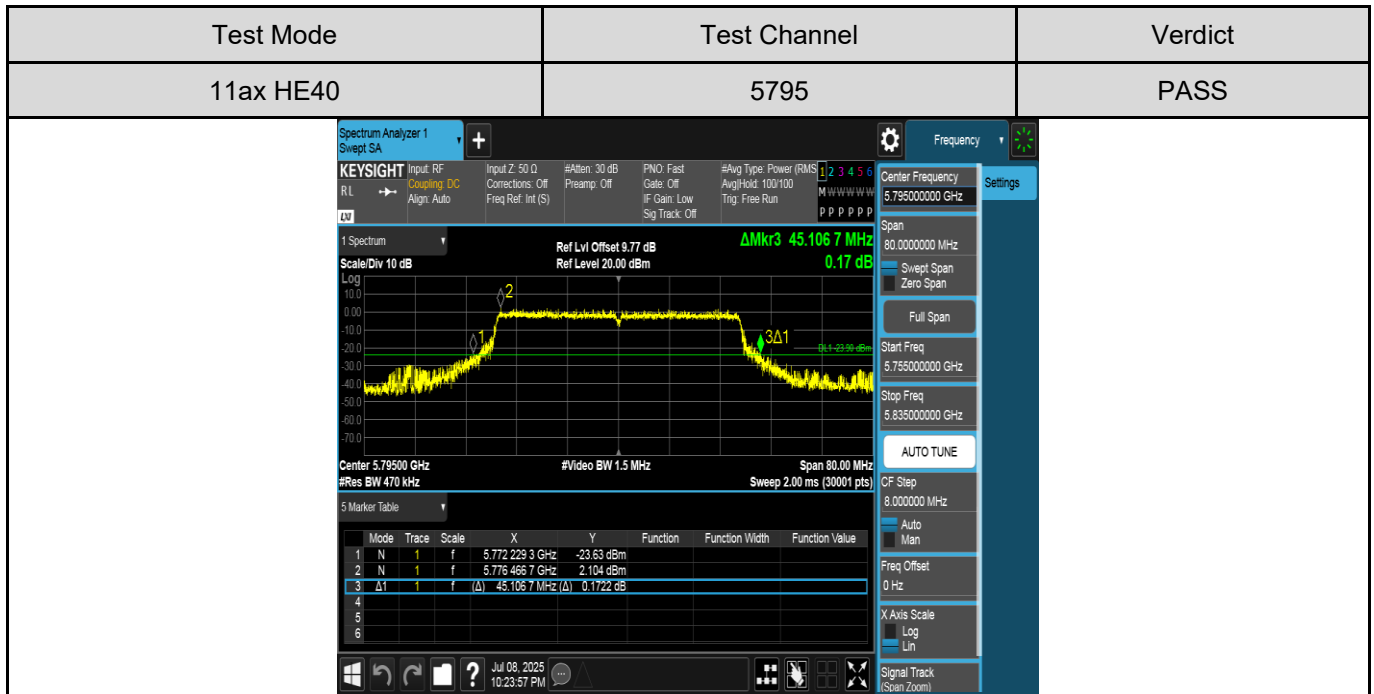 Test Mode Test Channel Verdict
11ax HE40 5795 PASS
Spectrum Analyzer 1
Swept SA
+
Frequency
KEYSIGHT Input: RF Input Z: 50 Ω #Atten: 30 dB PNO: Fast #Avg Type: Power (RMS 1 2 3 4 5 6
RL Coupling: DC Corrections: Off Preamp: Off Gate: Off Avg|Hold: 100/100 M W W W W W
Align: Auto Freq Ref: Int (S) IF Gain: Low Trig: Free Run
LXI Sig Track: Off P P P P P P
1 Spectrum
Ref Lvl Offset 9.77 dB
ΔMkr3 45.106 7 MHz
Scale/Div 10 dB Ref Level 20.00 dBm 0.17 dB
Log
10.0
0.00
-10.0
-20.0
-30.0
-40.0
-50.0
-60.0
-70.0
2
1
3Δ1
DL1 -23.90 dBm
Center 5.79500 GHz #Video BW 1.5 MHz Span 80.00 MHz
#Res BW 470 kHz Sweep 2.00 ms (30001 pts)
5 Marker Table
Mode Trace Scale X Y Function Function Width Function Value
1 N 1 f 5.772 229 3 GHz -23.63 dBm
2 N 1 f 5.776 466 7 GHz 2.104 dBm
3 Δ1 1 f (Δ) 45.106 7 MHz (Δ) 0.1722 dB
4
5
6
Jul 08, 2025
10:23:57 PM
?
Center Frequency
5.795000000 GHz
Settings
Span
80.0000000 MHz
Swept Span
Zero Span
Full Span
Start Freq
5.755000000 GHz
Stop Freq
5.835000000 GHz
AUTO TUNE
CF Step
8.000000 MHz
Auto
Man
Freq Offset
0 Hz
X Axis Scale
Log
Lin
Signal Track
(Span Zoom)